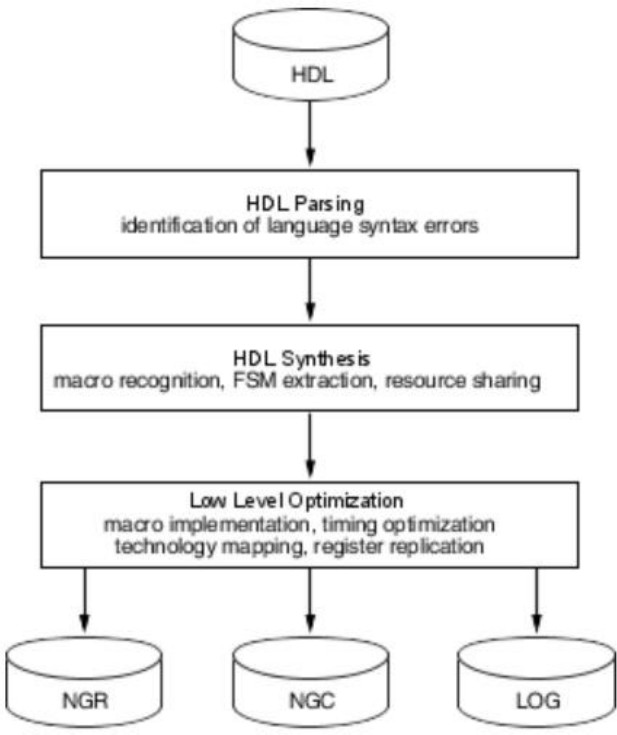 HDL
HDL Parsing
identification of language syntax errors
HDL Synthesis
macro recognition, FSM extraction, resource sharing
Low Level Optimization
macro implementation, timing optimization
technology mapping, register replication
NGR
NGC
LOG